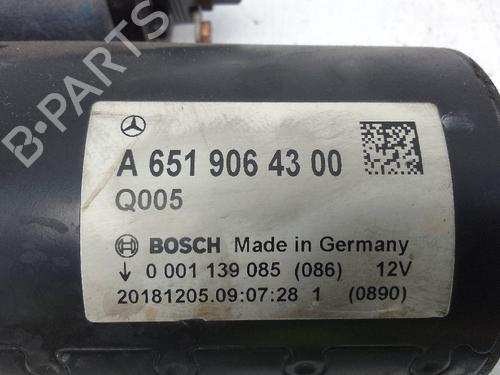 A 651 906 43 00
Q005
BOSCH Made in Germany
0 001 139 085 (086) 12V
20181205.09:07:28 1 (0890)
B-PARTS